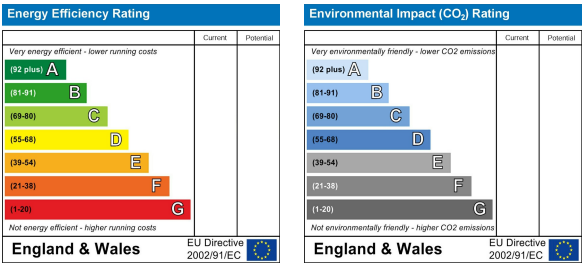 Energy Efficiency Rating
Current Potential
Very energy efficient - lower running costs
(92 plus) A
(81-91) B
(69-80) C
(55-68) D
(39-54) E
(21-38) F
(1-20) G
Not energy efficient - higher running costs
England & Wales
EU Directive
2002/91/EC
Environmental Impact (CO₂) Rating
Current Potential
Very environmentally friendly - lower CO2 emissions
(92 plus) A
(81-91) B
(69-80) C
(55-68) D
(39-54) E
(21-38) F
(1-20) G
Not environmentally friendly - higher CO2 emissions
England & Wales
EU Directive
2002/91/EC